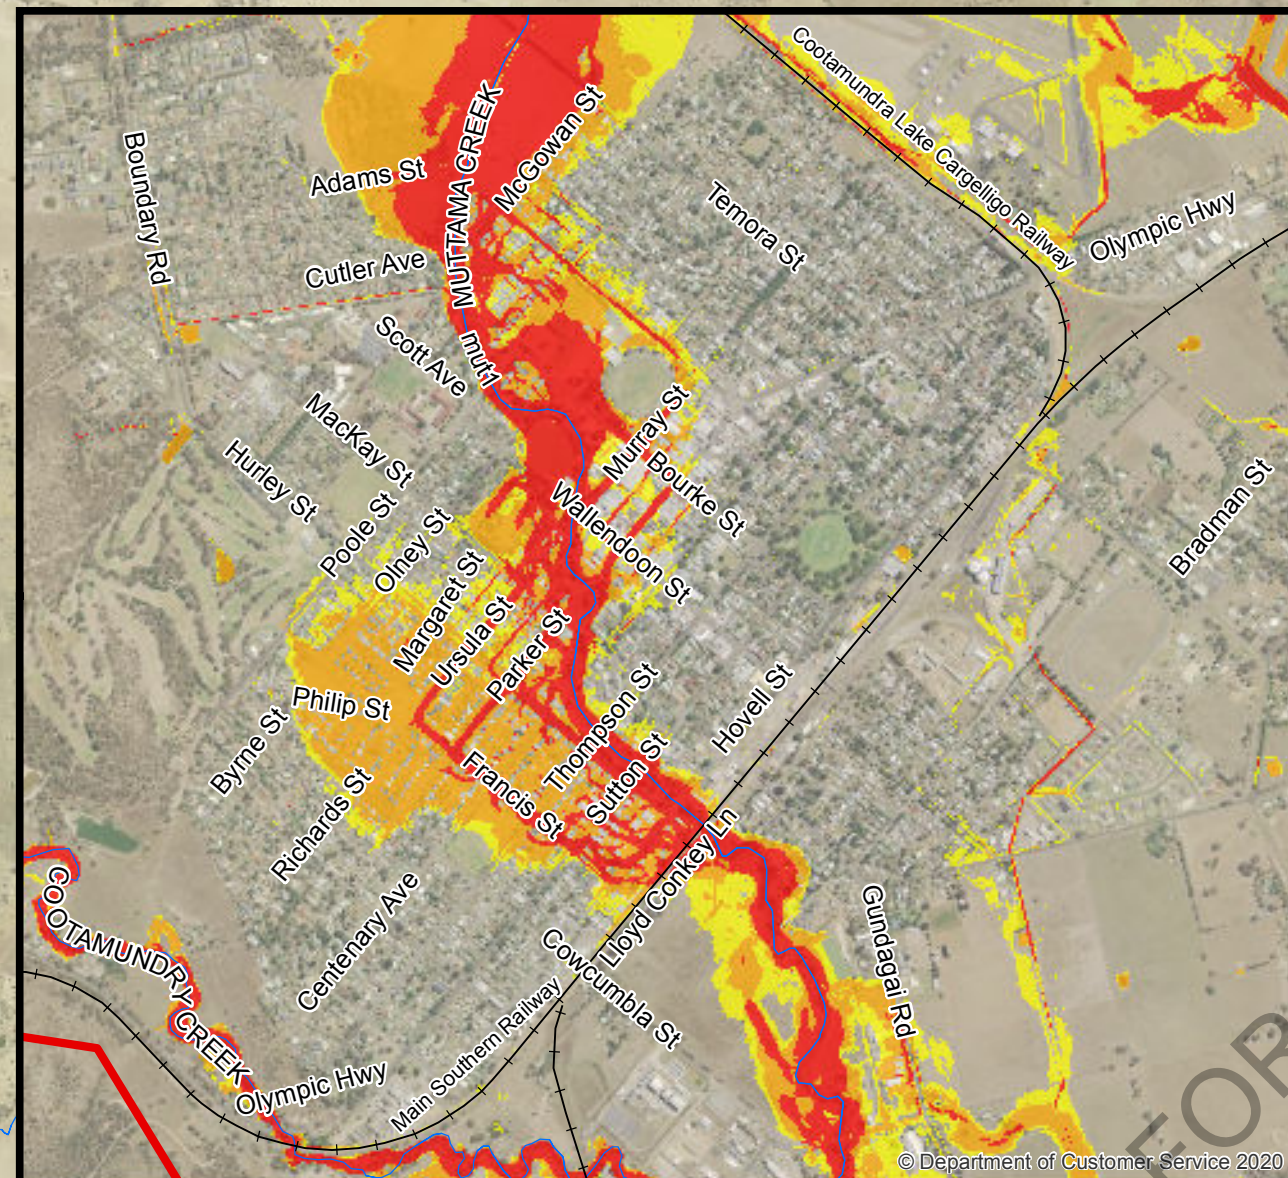 Cootamundra Lake Cargelligo Railway
MUTTAMA CREEK
McGowan St
Boundary Rd
Adams St
Temora St
Olympic Hwy
Cutler Ave
Scott Ave
mut1
MacKay St
Murray St
Hurley St
Bourke St
Bradman St
Poole St
Wallendoon St
Olney St
Margaret St
Ursula St
Parker St
Philip St
Thompson St
Hovell St
Byrne St
Francis St
Sutton St
Richards St
Lloyd Conkey Ln
COOTAMUNDRY CREEK
Centenary Ave
Gundagai Rd
Cowcumbla St
Main Southern Railway
Olympic Hwy
FOR
© Department of Customer Service 2020